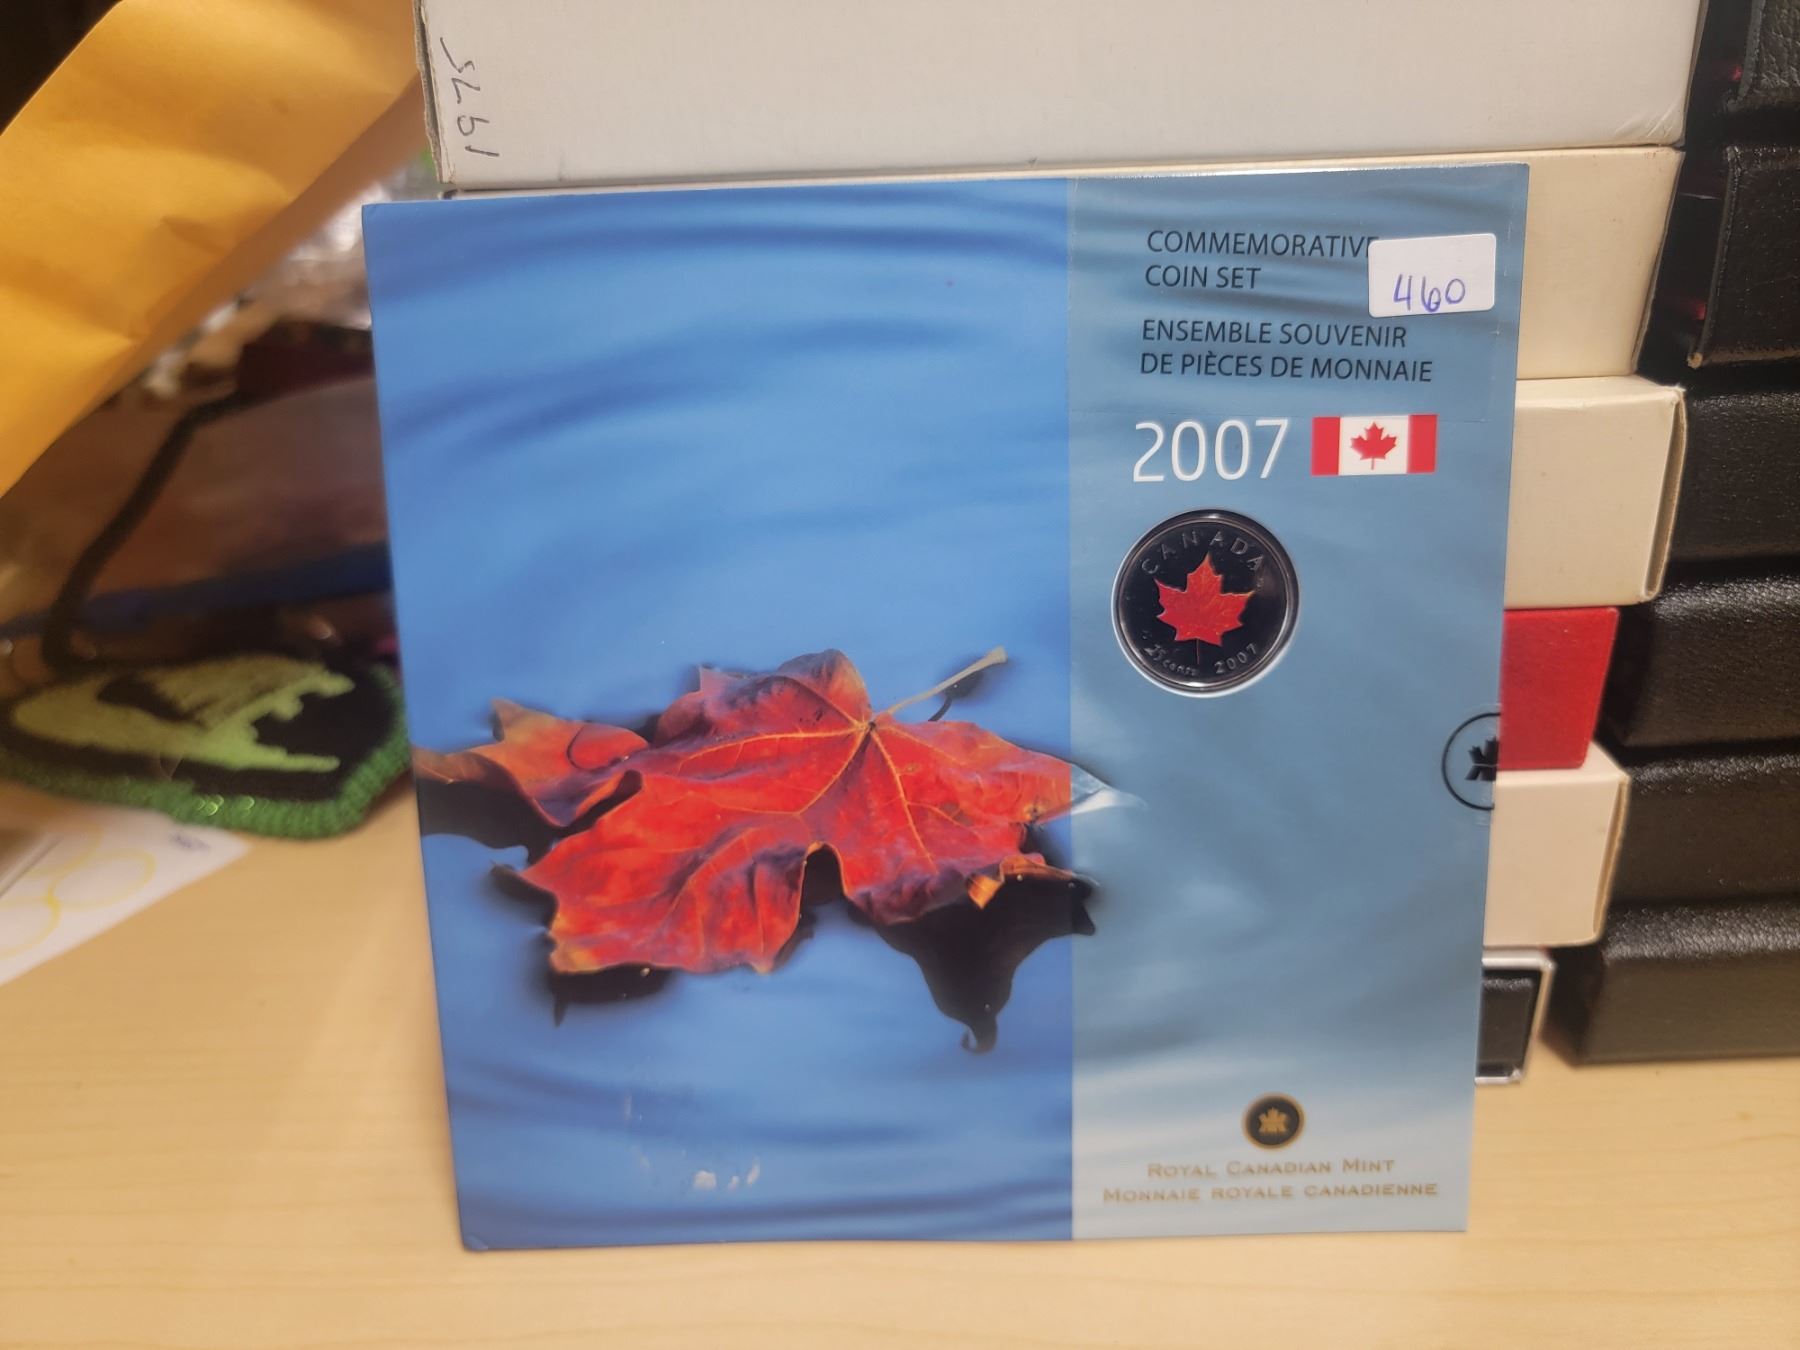 1975
COMMEMORATIVE
COIN SET
460
ENSEMBLE SOUVENIR
DE PIÈCES DE MONNAIE
2007
CANADA
25 cents 2007
ROYAL CANADIAN MINT
MONNAIE ROYALE CANADIENNE